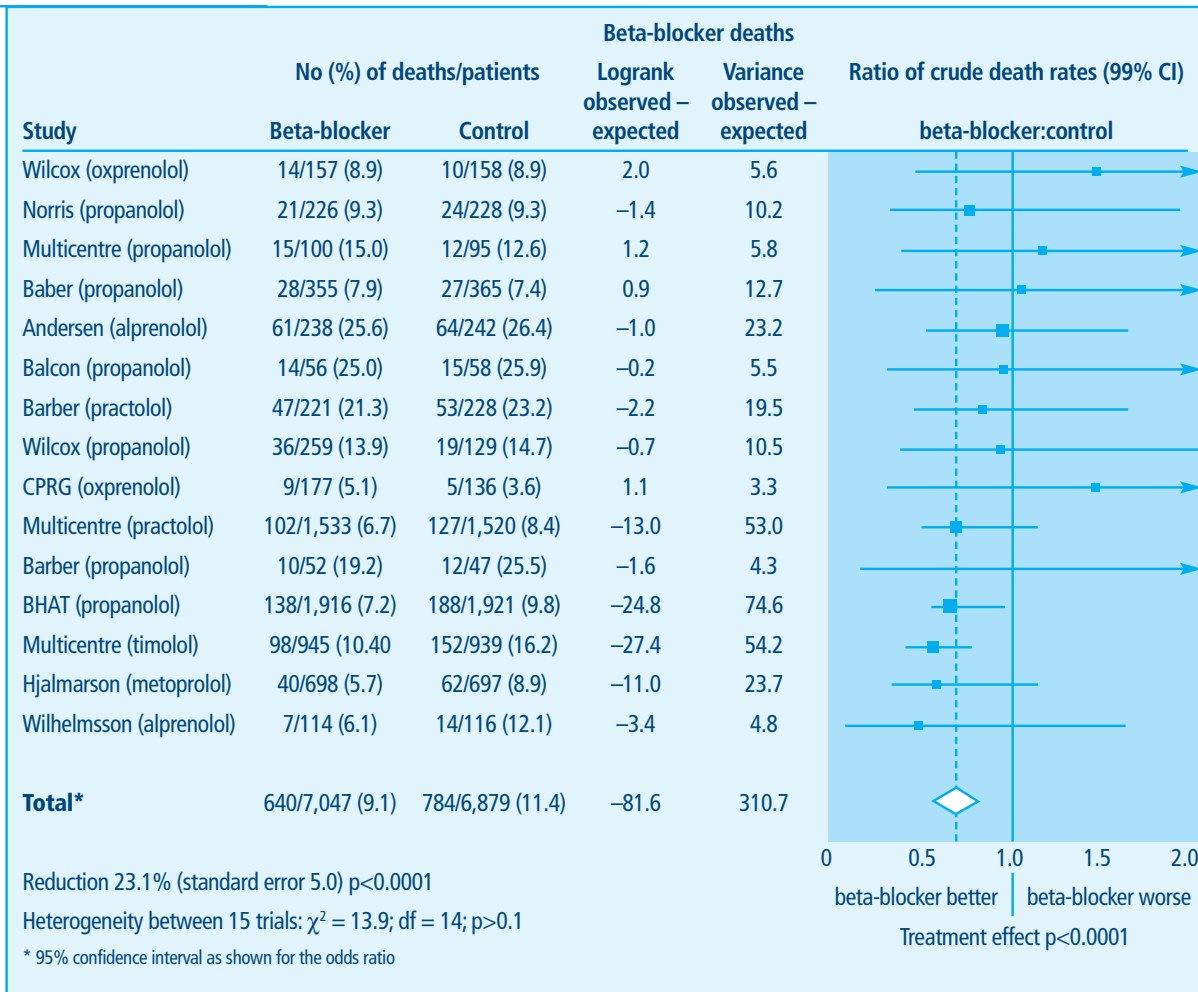 Beta-blocker deaths
No (%) of deaths/patients Logrank Variance Ratio of crude death rates (99% CI)
observed – observed –
Study Beta-blocker Control expected expected beta-blocker:control
Wilcox (oxprenolol) 14/157 (8.9) 10/158 (8.9) 2.0 5.6
Norris (propanolol) 21/226 (9.3) 24/228 (9.3) –1.4 10.2
Multicentre (propanolol) 15/100 (15.0) 12/95 (12.6) 1.2 5.8
Baber (propanolol) 28/355 (7.9) 27/365 (7.4) 0.9 12.7
Andersen (alprenolol) 61/238 (25.6) 64/242 (26.4) –1.0 23.2
Balcon (propanolol) 14/56 (25.0) 15/58 (25.9) –0.2 5.5
Barber (practolol) 47/221 (21.3) 53/228 (23.2) –2.2 19.5
Wilcox (propanolol) 36/259 (13.9) 19/129 (14.7) –0.7 10.5
CPRG (oxprenolol) 9/177 (5.1) 5/136 (3.6) 1.1 3.3
Multicentre (practolol) 102/1,533 (6.7) 127/1,520 (8.4) –13.0 53.0
Barber (propanolol) 10/52 (19.2) 12/47 (25.5) –1.6 4.3
BHAT (propanolol) 138/1,916 (7.2) 188/1,921 (9.8) –24.8 74.6
Multicentre (timolol) 98/945 (10.40 152/939 (16.2) –27.4 54.2
Hjalmarson (metoprolol) 40/698 (5.7) 62/697 (8.9) –11.0 23.7
Wilhelmsson (alprenolol) 7/114 (6.1) 14/116 (12.1) –3.4 4.8
Total* 640/7,047 (9.1) 784/6,879 (11.4) –81.6 310.7
0 0.5 1.0 1.5 2.0
Reduction 23.1% (standard error 5.0) p<0.0001
beta-blocker better beta-blocker worse
Heterogeneity between 15 trials: χ² = 13.9; df = 14; p>0.1
Treatment effect p<0.0001
* 95% confidence interval as shown for the odds ratio